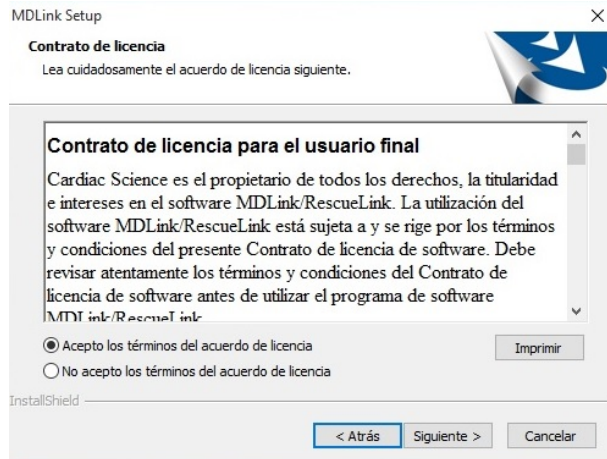 MDLink Setup
Contrato de licencia
Lea cuidadosamente el acuerdo de licencia siguiente.
Contrato de licencia para el usuario final
Cardiac Science es el propietario de todos los derechos, la titularidad
e intereses en el software MDLink/RescueLink. La utilización del
software MDLink/RescueLink está sujeta a y se rige por los términos
y condiciones del presente Contrato de licencia de software. Debe
revisar atentamente los términos y condiciones del Contrato de
licencia de software antes de utilizar el programa de software
MDLink/RescueLink
Acepto los términos del acuerdo de licencia
Imprimir
No acepto los términos del acuerdo de licencia
InstallShield
< Atrás
Siguiente >
Cancelar